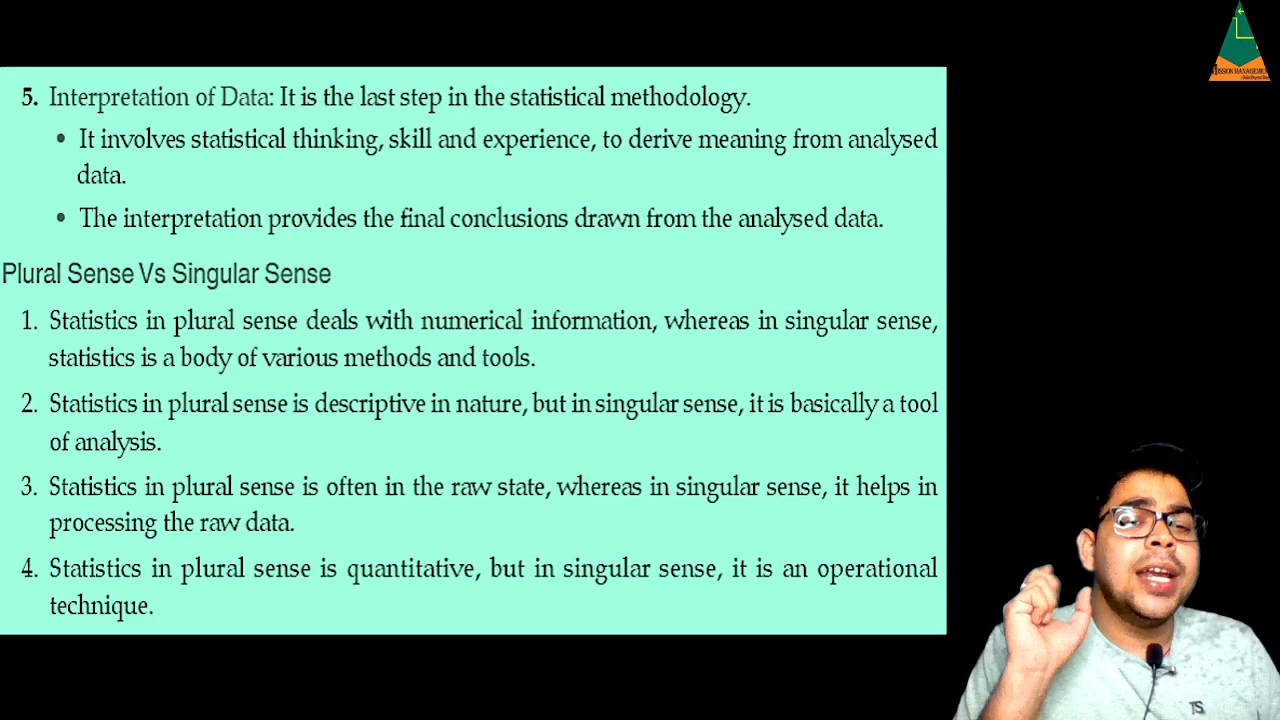 5. Interpretation of Data: It is the last step in the statistical methodology.
• It involves statistical thinking, skill and experience, to derive meaning from analysed
data.
• The interpretation provides the final conclusions drawn from the analysed data.
Plural Sense Vs Singular Sense
1. Statistics in plural sense deals with numerical information, whereas in singular sense,
statistics is a body of various methods and tools.
2. Statistics in plural sense is descriptive in nature, but in singular sense, it is basically a tool
of analysis.
3. Statistics in plural sense is often in the raw state, whereas in singular sense, it helps in
processing the raw data.
4. Statistics in plural sense is quantitative, but in singular sense, it is an operational
technique.
MISSION MANAGEMENT
TS